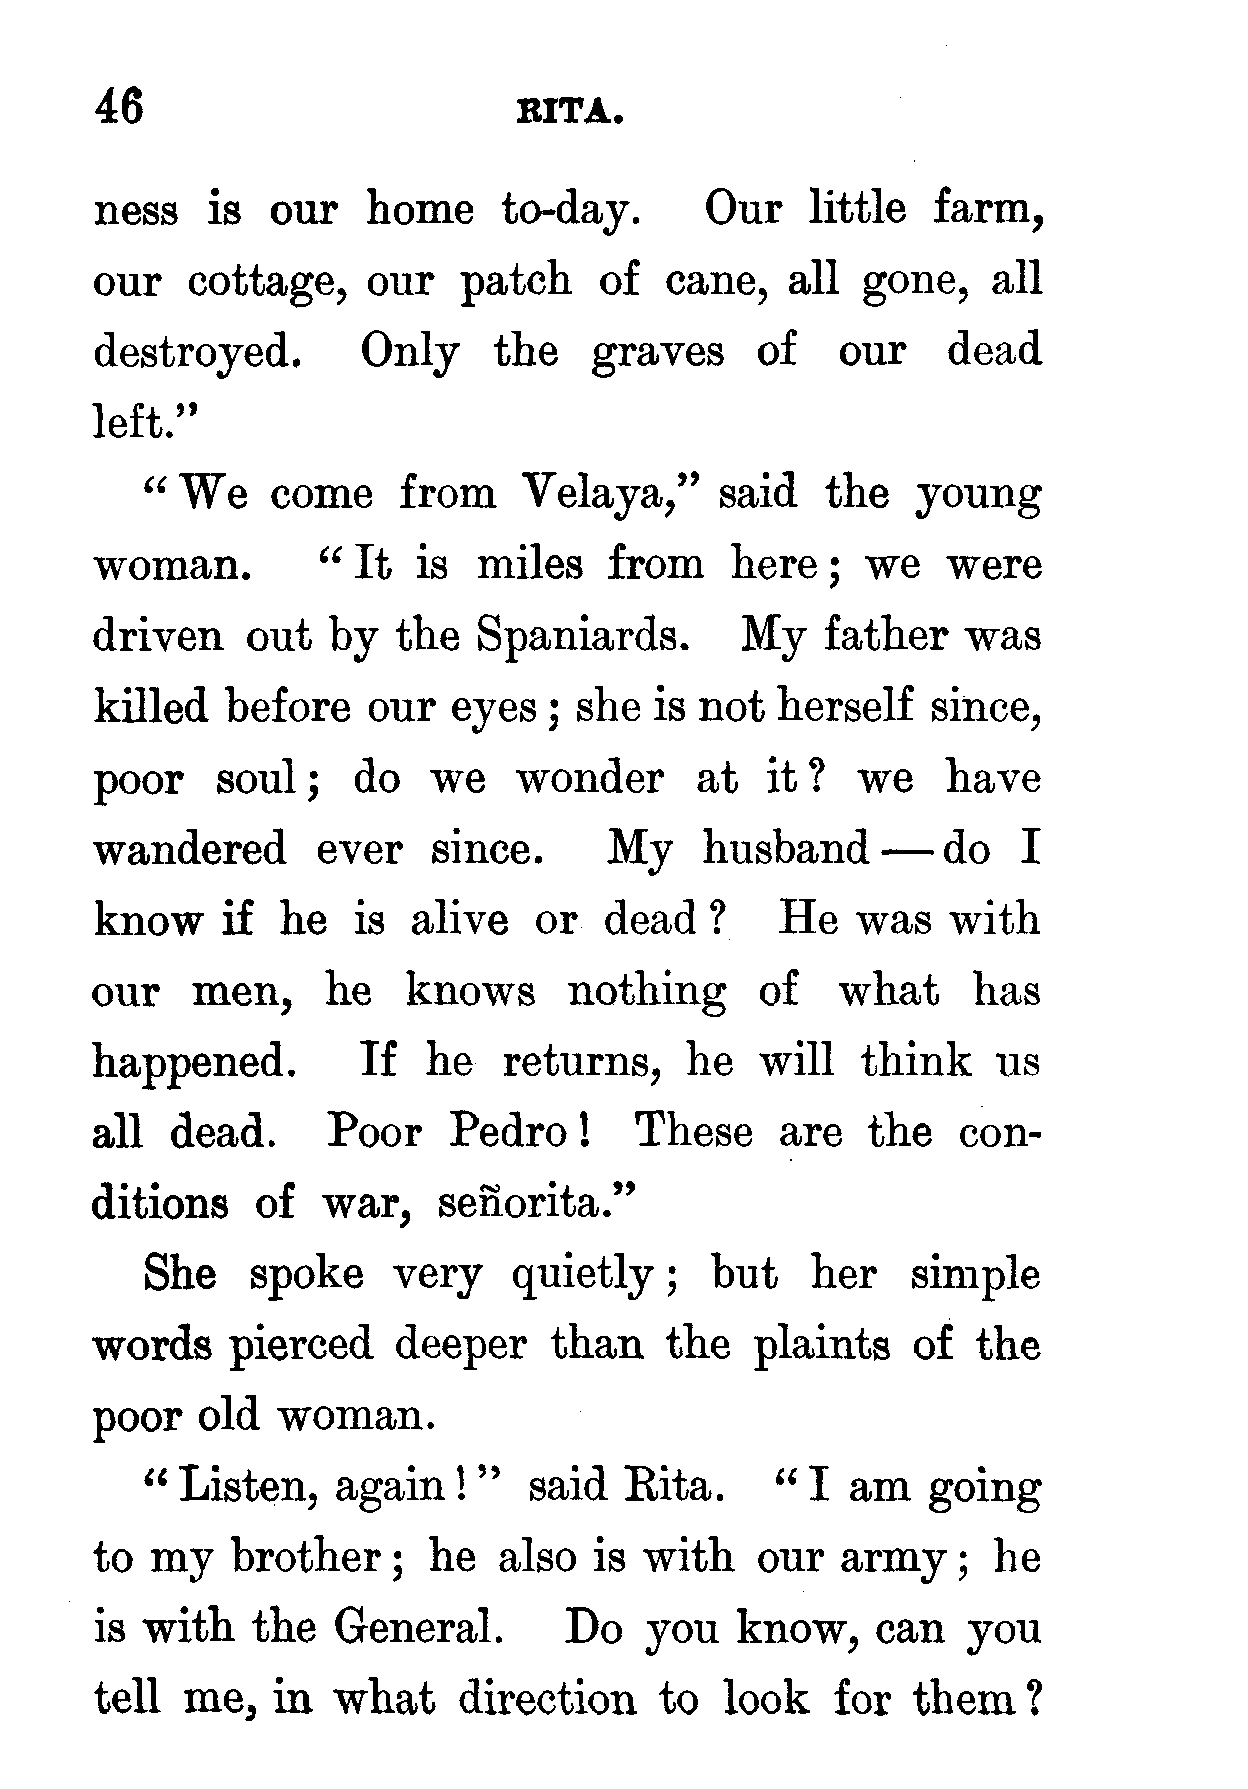 46 RITA.
ness is our home to-day. Our little farm,
our cottage, our patch of cane, all gone, all
destroyed. Only the graves of our dead
left."
"We come from Velaya," said the young
woman. "It is miles from here; we were
driven out by the Spaniards. My father was
killed before our eyes; she is not herself since,
poor soul; do we wonder at it? we have
wandered ever since. My husband — do I
know if he is alive or dead? He was with
our men, he knows nothing of what has
happened. If he returns, he will think us
all dead. Poor Pedro! These are the con-
ditions of war, señorita."
She spoke very quietly; but her simple
words pierced deeper than the plaints of the
poor old woman.
"Listen, again!" said Rita. "I am going
to my brother; he also is with our army; he
is with the General. Do you know, can you
tell me, in what direction to look for them?